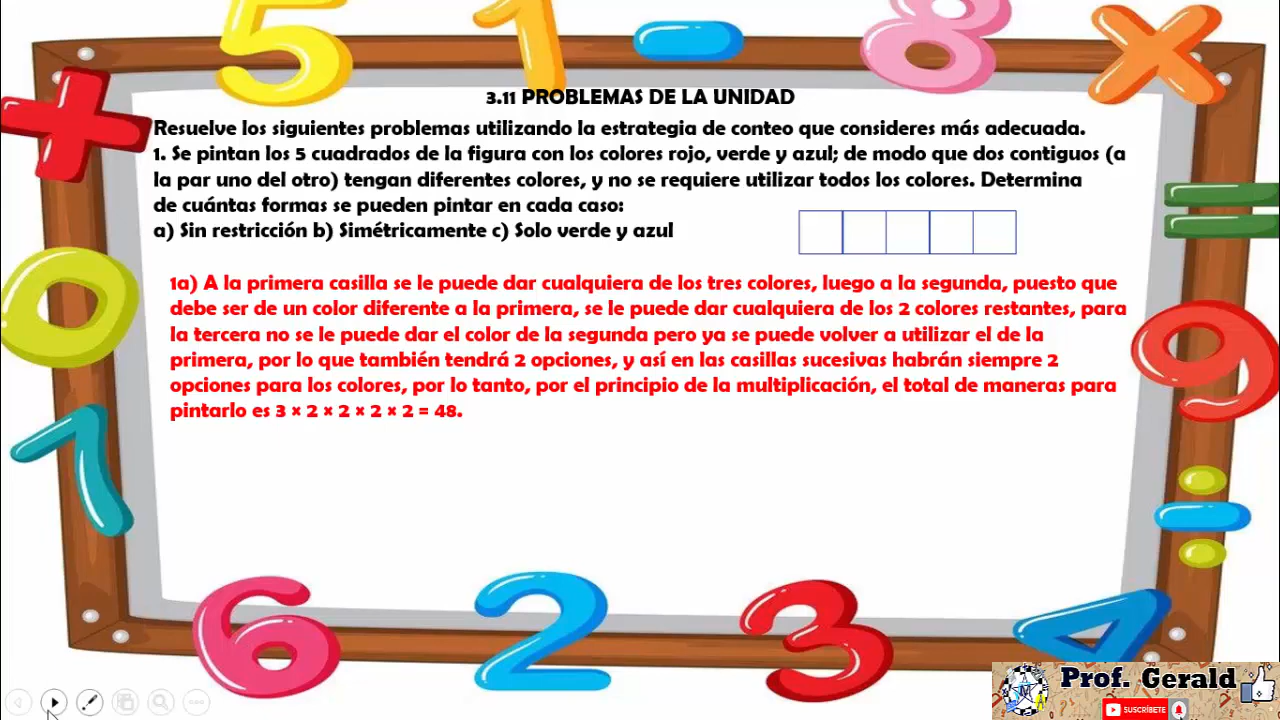 3.11 PROBLEMAS DE LA UNIDAD
Resuelve los siguientes problemas utilizando la estrategia de conteo que consideres más adecuada.
1. Se pintan los 5 cuadrados de la figura con los colores rojo, verde y azul; de modo que dos contiguos (a
la par uno del otro) tengan diferentes colores, y no se requiere utilizar todos los colores. Determina
de cuántas formas se pueden pintar en cada caso:
a) Sin restricción b) Simétricamente c) Solo verde y azul
1a) A la primera casilla se le puede dar cualquiera de los tres colores, luego a la segunda, puesto que
debe ser de un color diferente a la primera, se le puede dar cualquiera de los 2 colores restantes, para
la tercera no se le puede dar el color de la segunda pero ya se puede volver a utilizar el de la
primera, por lo que también tendrá 2 opciones, y así en las casillas sucesivas habrán siempre 2
opciones para los colores, por lo tanto, por el principio de la multiplicación, el total de maneras para
pintarlo es 3 × 2 × 2 × 2 × 2 = 48.
Prof. Gerald
SUSCRÍBETE